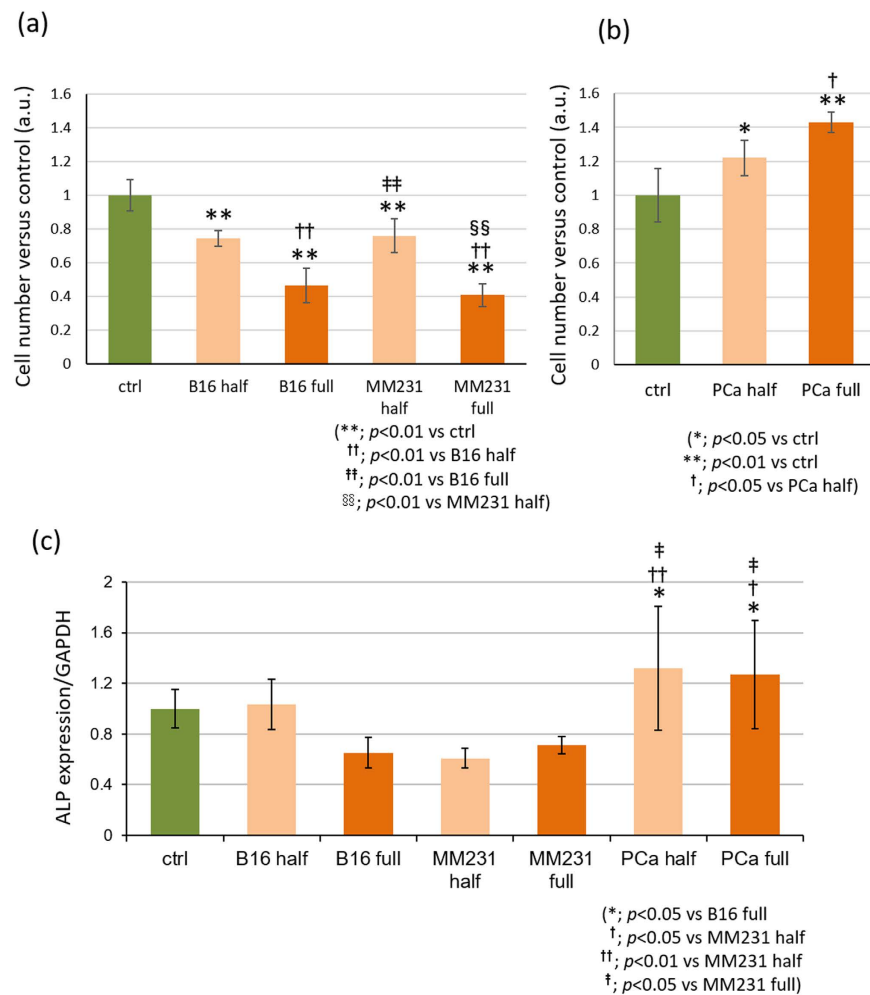 (a)
Cell number versus control (a.u.)
1.6
1.4
1.2
1
0.8
0.6
0.4
0.2
0
**
††
**
‡‡
**
§§
††
**
ctrl
B16 half
B16 full
MM231
half
MM231
full
(**; p<0.01 vs ctrl
††; p<0.01 vs B16 half
‡‡; p<0.01 vs B16 full
§§; p<0.01 vs MM231 half)
(b)
Cell number versus control (a.u.)
1.6
1.4
1.2
1
0.8
0.6
0.4
0.2
0
*
†
**
ctrl
PCa half
PCa full
(*; p<0.05 vs ctrl
**; p<0.01 vs ctrl
†; p<0.05 vs PCa half)
(c)
ALP expression/GAPDH
2
1.6
1.2
0.8
0.4
0
‡
††
*
‡
†
*
ctrl
B16 half
B16 full
MM231
half
MM231
full
PCa half
PCa full
(*; p<0.05 vs B16 full
†; p<0.05 vs MM231 half
††; p<0.01 vs MM231 half
‡; p<0.05 vs MM231 full)